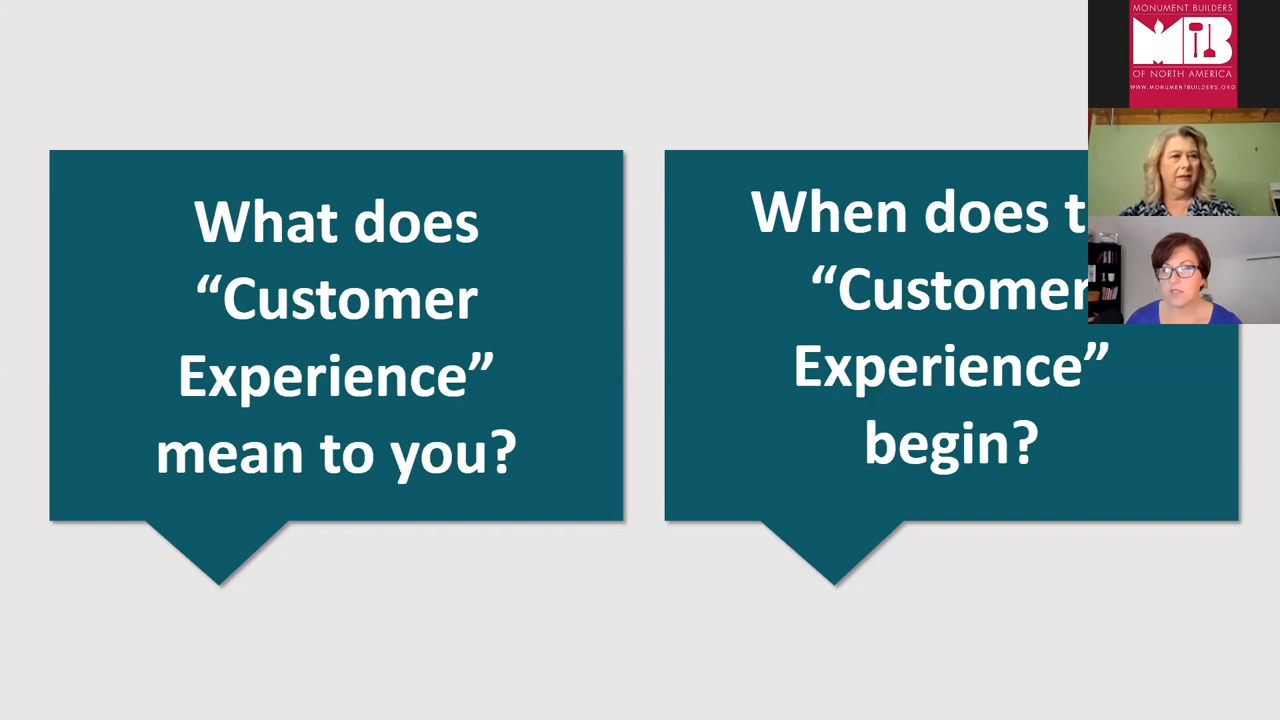 What does
“Customer
Experience”
mean to you?
When does t
“Customer
Experience”
begin?
MONUMENT BUILDERS
MB
OF NORTH AMERICA
WWW.MONUMENTBUILDERS.ORG